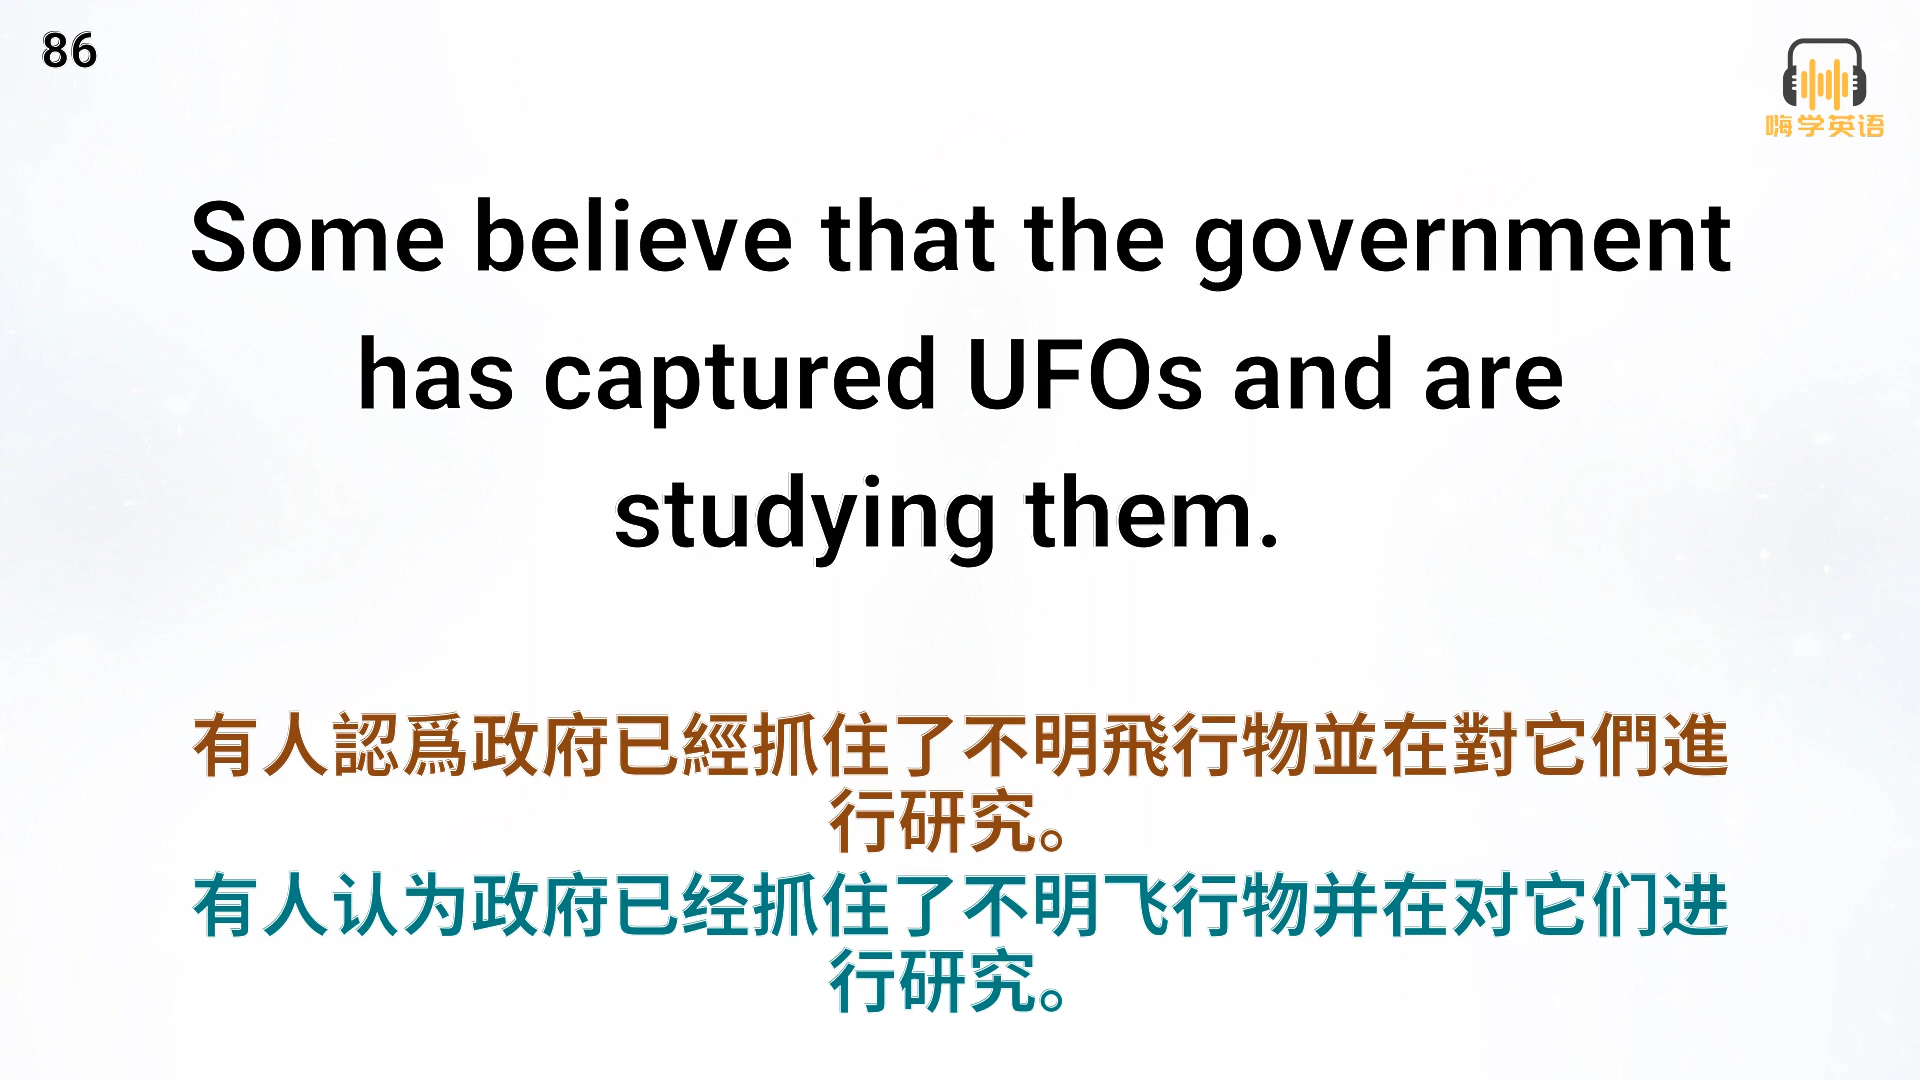 86
嗨学英语
Some believe that the government
has captured UFOs and are
studying them.
有人認爲政府已經抓住了不明飛行物並在對它們進
行研究。
有人认为政府已经抓住了不明飞行物并在对它们进
行研究。